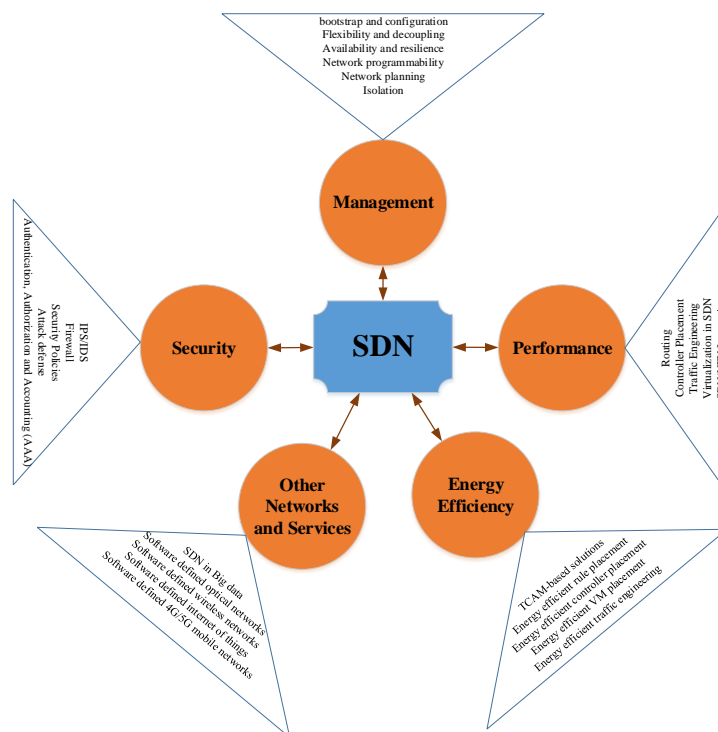 bootstrap and configuration
Flexibility and decoupling
Availability and resilience
Network programmability
Network planning
Isolation
Management
IPS/IDS
Firewall
Security Policies
Attack defense
Authentication, Authorization and Accounting (AAA)
Security
SDN
Performance
Routing
Controller Placement
Traffic Engineering
Virtualization in SDN
Other
Networks
and Services
Energy
Efficiency
SDN in Big data
Software defined optical networks
Software defined wireless networks
Software defined internet of things
Software defined 4G/5G mobile networks
TCAM-based solutions
Energy efficient rule placement
Energy efficient controller placement
Energy efficient VM placement
Energy efficient traffic engineering